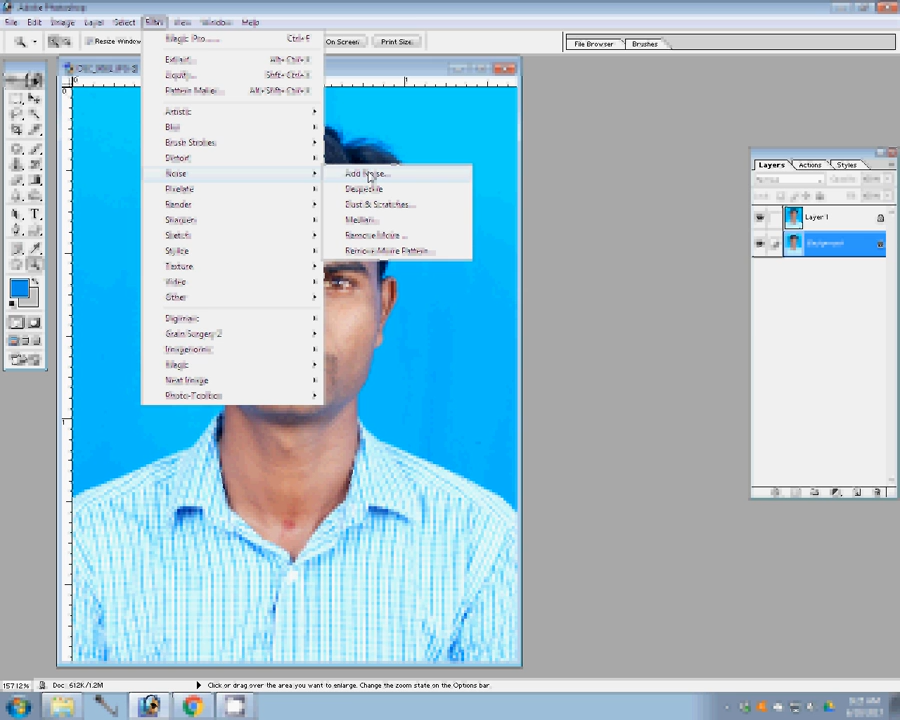 Adobe Photoshop
File Edit Image Layer Select Filter View Window Help
Resize Window
On Screen Print Size
File Browser Brushes
Magic Pro..... Ctrl+F
Extract... Alt+Ctrl+X
Liquify... Shift+Ctrl+X
Pattern Maker... Alt+Shift+Ctrl+X
Artistic
Blur
Brush Strokes
Distort
Noise
Pixelate
Render
Sharpen
Sketch
Stylize
Texture
Video
Other
Digimarc
Grain Surgery 2
Imagenomic
Magic
Neat Image
Photo-Toolbox
Add Noise...
Despeckle
Dust & Scratches...
Median...
Remove Moire ...
Remove Moire Pattern...
Layers Actions Styles
Normal Opacity:
Layer 1
Background
Doc: 612K/1.2M
Click or drag over the area you want to enlarge. Change the zoom state on the Options bar.